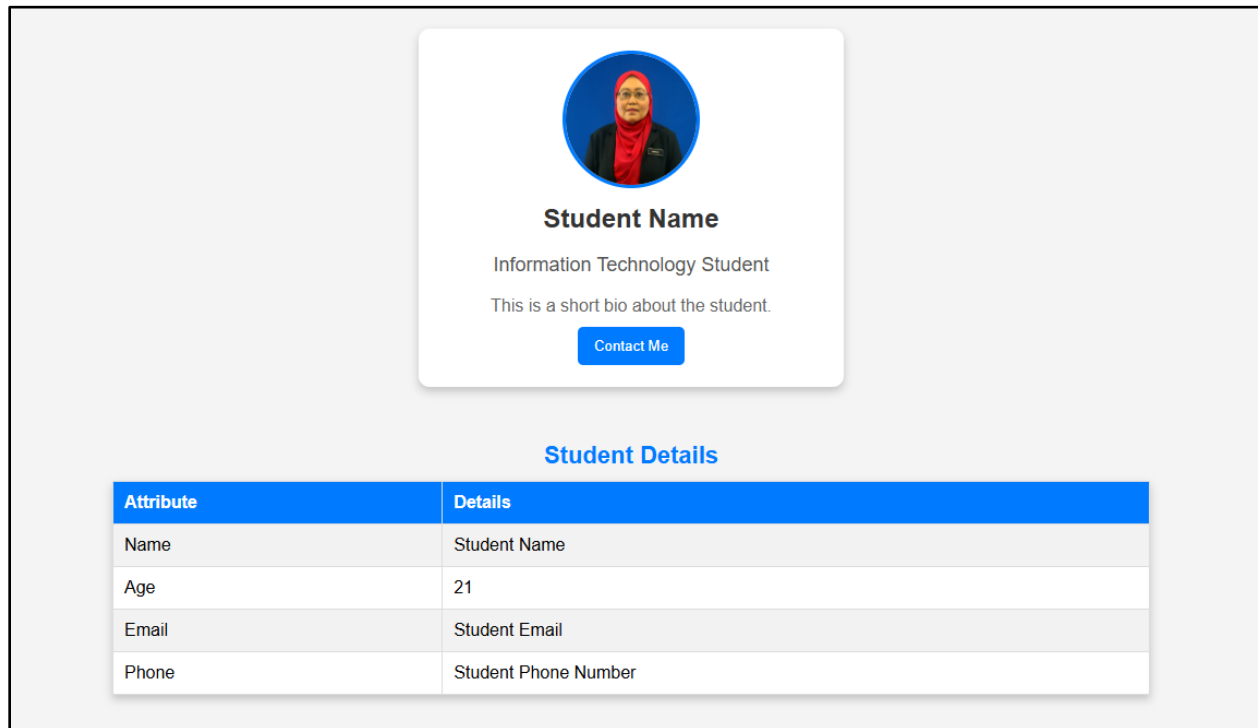 Student Name
Information Technology Student
This is a short bio about the student.
Contact Me
Student Details
Attribute Details
Name Student Name
Age 21
Email Student Email
Phone Student Phone Number